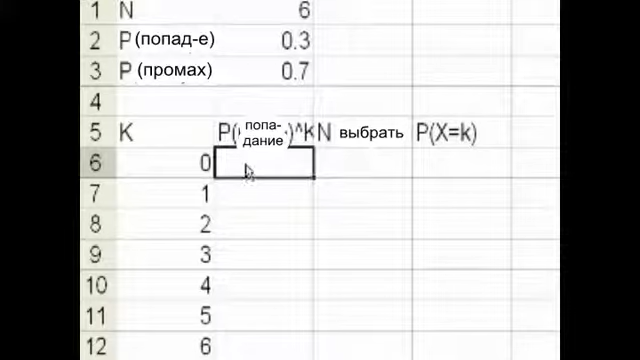 1 N 6
2 P (попад-е) 0.3
3 P (промах) 0.7
4
5 K P( попа-дание )^k N выбрать P(X=k)
6 0
7 1
8 2
9 3
10 4
11 5
12 6